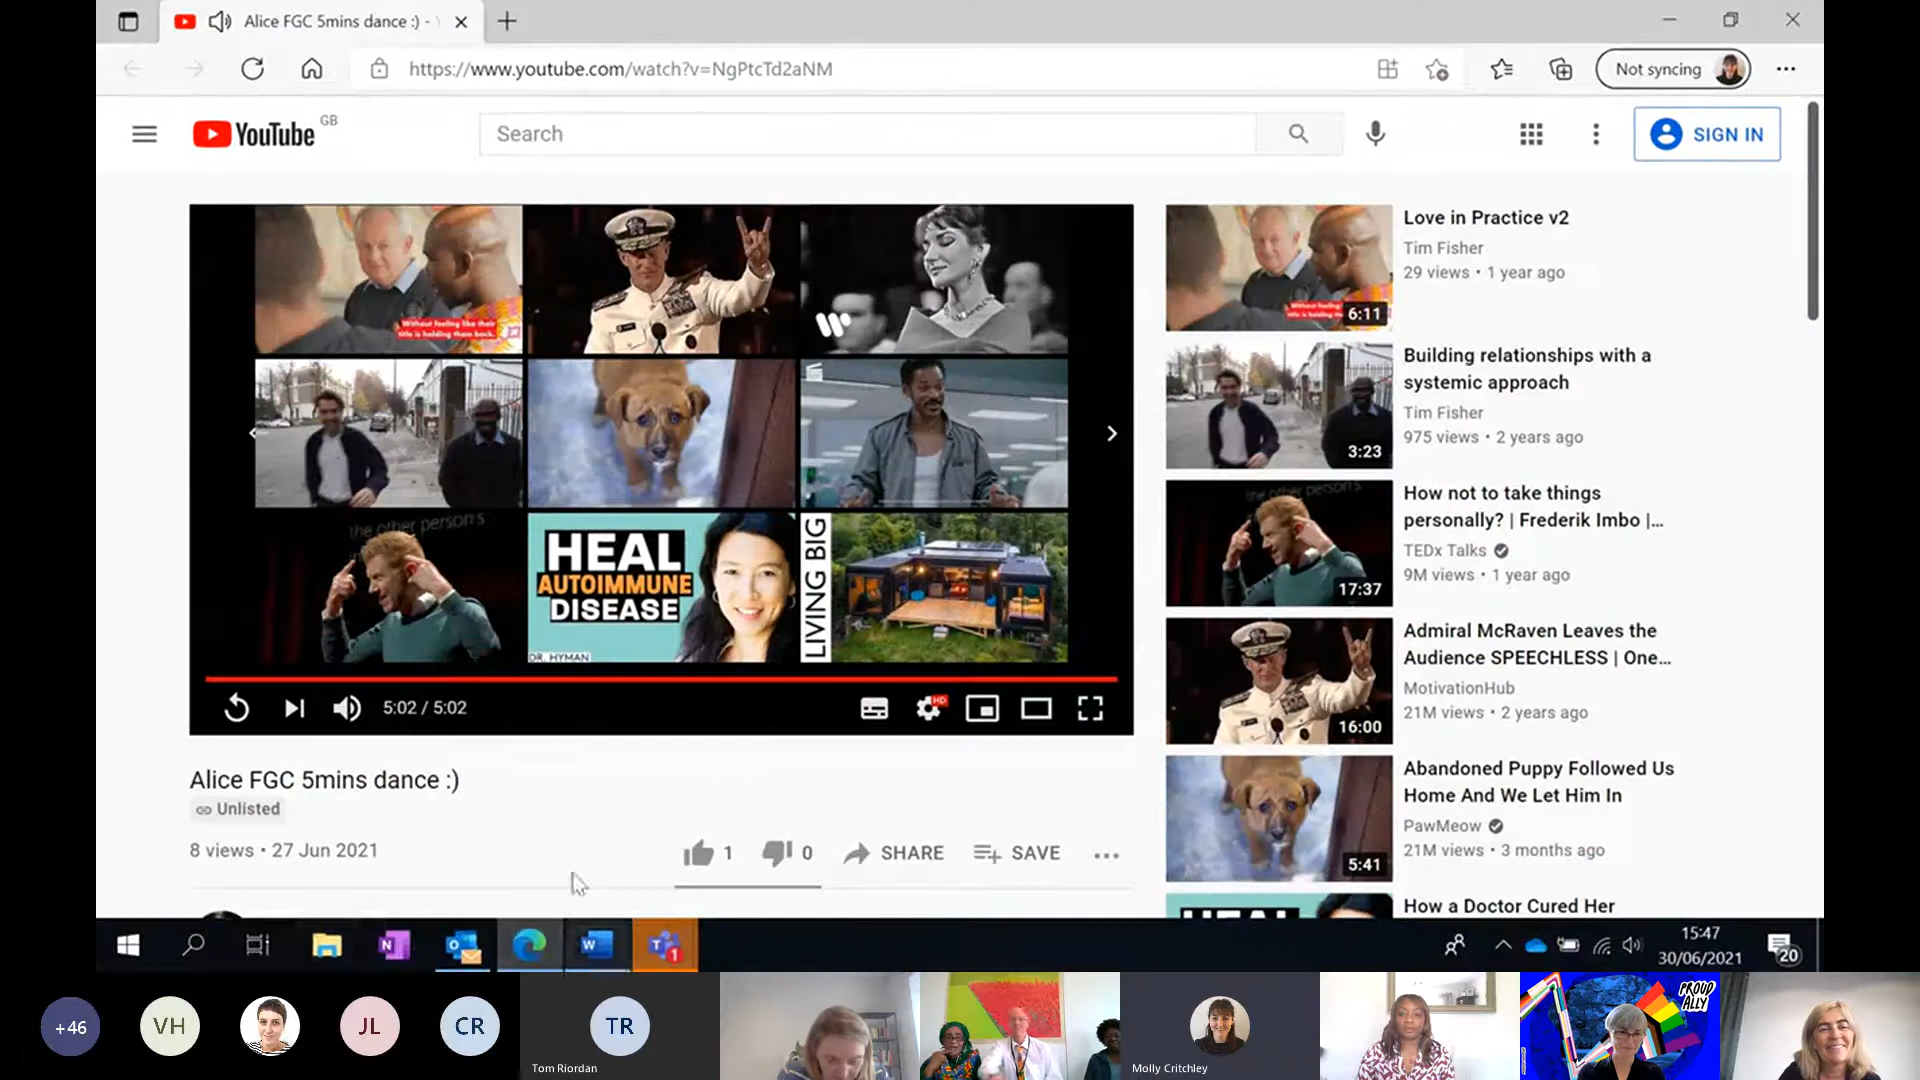 Alice FGC 5mins dance :) -
https://www.youtube.com/watch?v=NgPtcTd2aNM
Not syncing
YouTube GB
Search
SIGN IN
Without feeling like their
title is holding them back.
the other person's
HEAL
AUTOIMMUNE
DISEASE
DR. HYMAN
LIVING BIG
5:02 / 5:02
HD
Alice FGC 5mins dance :)
Unlisted
8 views • 27 Jun 2021
1
0
SHARE
SAVE
6:11
Love in Practice v2
Tim Fisher
29 views • 1 year ago
3:23
Building relationships with a
systemic approach
Tim Fisher
975 views • 2 years ago
the other person's
17:37
How not to take things
personally? | Frederik Imbo |...
TEDx Talks
9M views • 1 year ago
16:00
Admiral McRaven Leaves the
Audience SPEECHLESS | One...
MotivationHub
21M views • 2 years ago
5:41
Abandoned Puppy Followed Us
Home And We Let Him In
PawMeow
21M views • 3 months ago
How a Doctor Cured Her
15:47
30/06/2021
20
1
+46
VH
JL
CR
TR
Tom Riordan
Molly Critchley
PROUD
ALLY